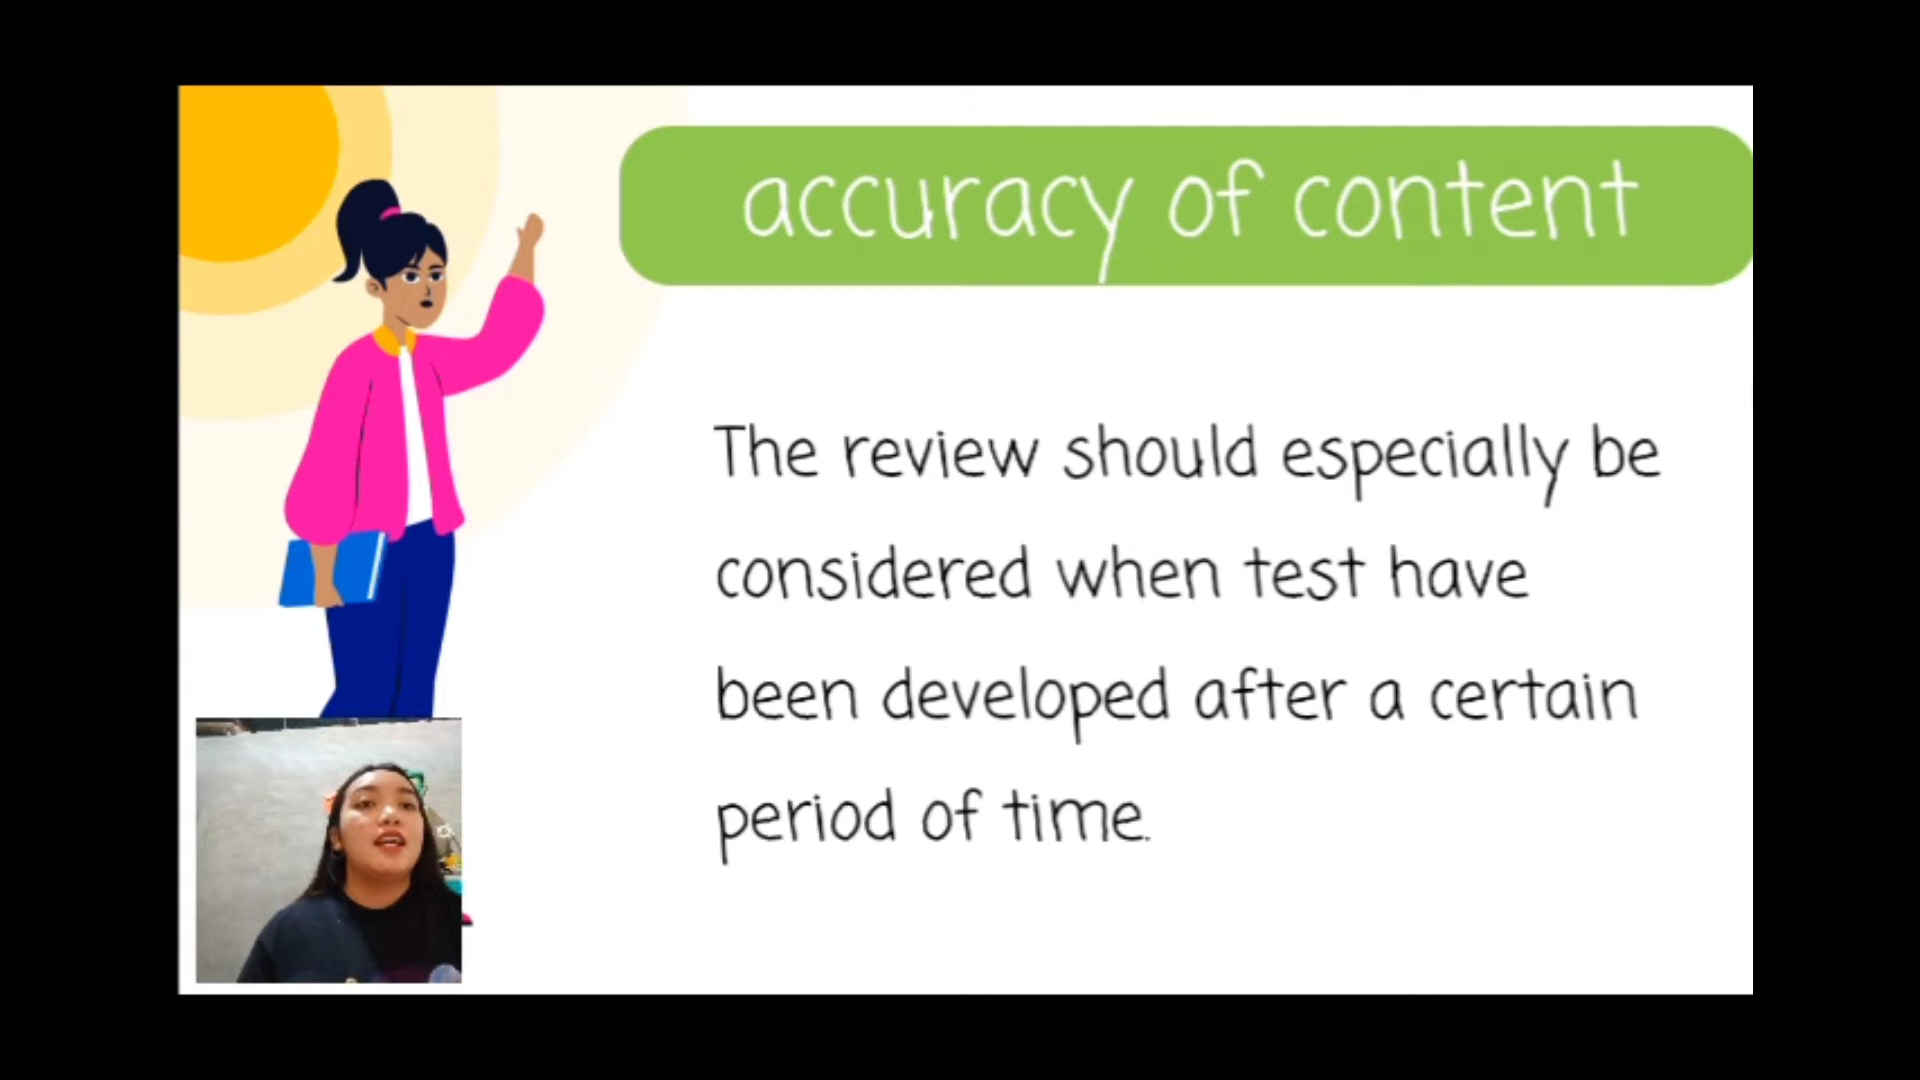 accuracy of content
The review should especially be
considered when test have
been developed after a certain
period of time.